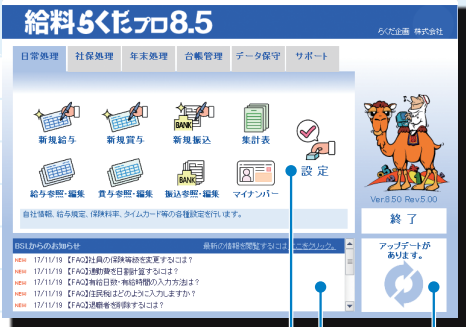 給料らくだプロ8.5
らくだ企画 株式会社
日常処理 社保処理 年末処理 台帳管理 データ保守 サポート
新規給与 新規賞与 BANK 新規振込 集計表 設定
給与参照・編集 賞与参照・編集 BANK 振込参照・編集 マイナンバー
Ver.8.50 Rev.5.00
自社情報、給与規定、保険料率、タイムカード等の各種設定を行います。
終了
BSLからのお知らせ 最新の情報を閲覧するにはここをクリック。
アップデートが
あります。
NEW 17/11/19 【FAQ】社員の保険等級を変更するには？
NEW 17/11/19 【FAQ】通勤費を日割計算するには？
NEW 17/11/19 【FAQ】有給日数・有給時間の入力方法は？
NEW 17/11/19 【FAQ】住民税はどのように入力しますか？
NEW 17/11/19 【FAQ】退職者を削除するには？